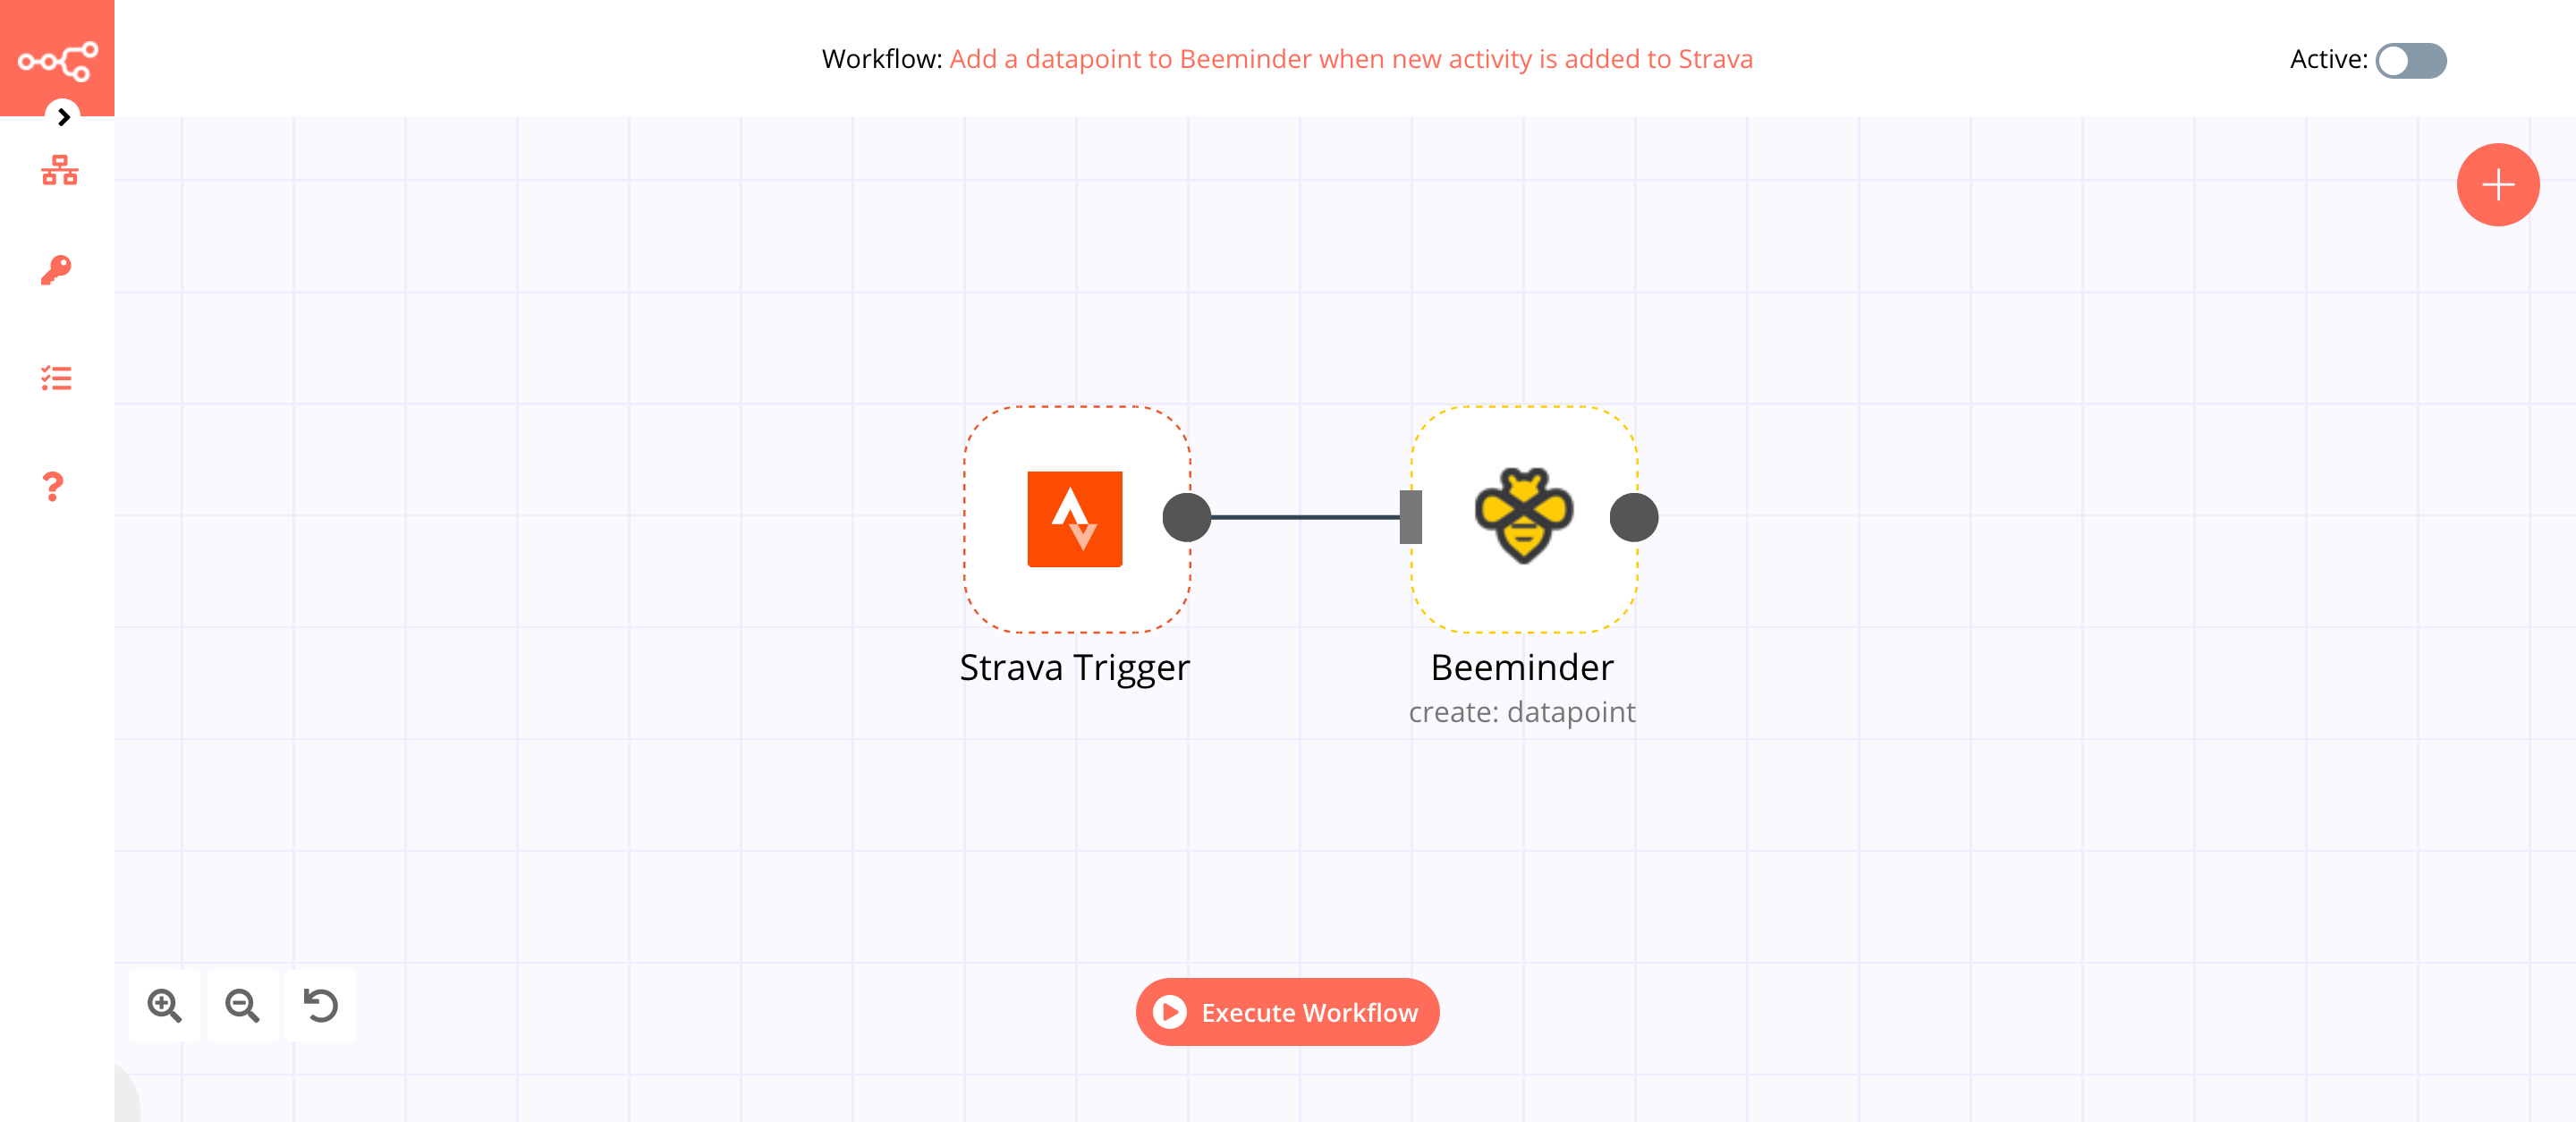 Workflow: Add a datapoint to Beeminder when new activity is added to Strava
Active:
Strava Trigger
Beeminder
create: datapoint
Execute Workflow